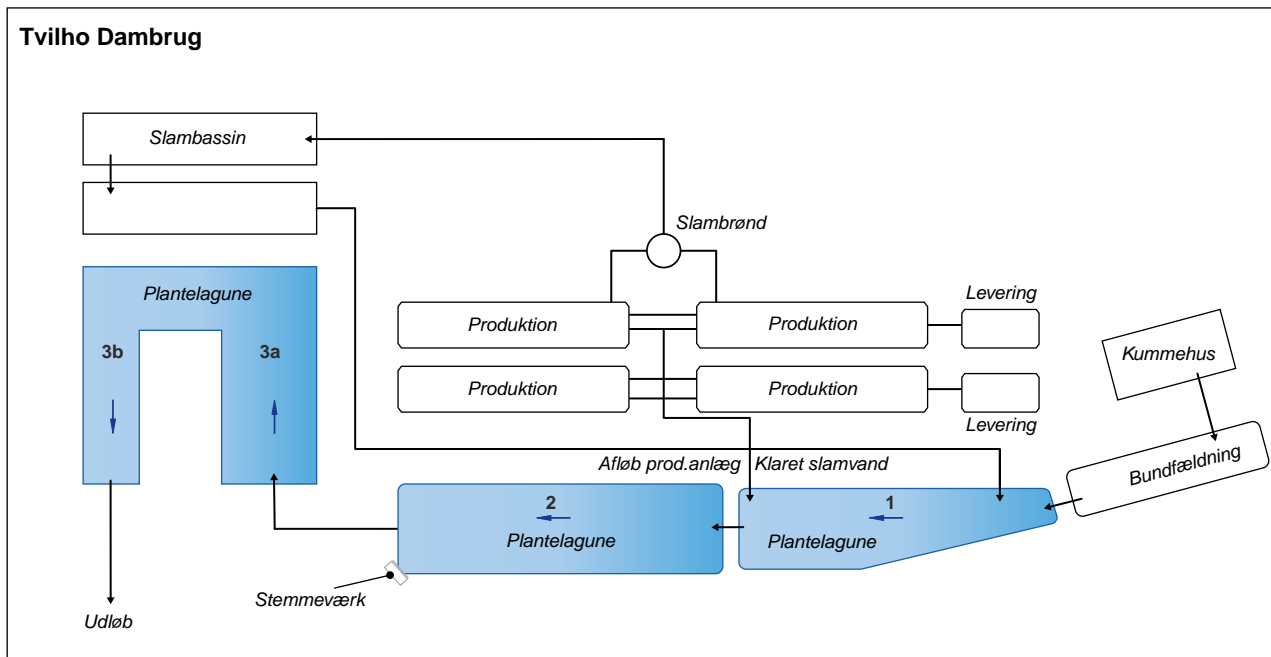 Tvilho Dambrug
Slambassin
Slambrønd
Plantelagune
3b
3a
Produktion
Produktion
Levering
Produktion
Produktion
Levering
Kummehus
Bundfældning
Afløb prod.anlæg
Klaret slamvand
2
Plantelagune
1
Plantelagune
Stemmeværk
Udløb